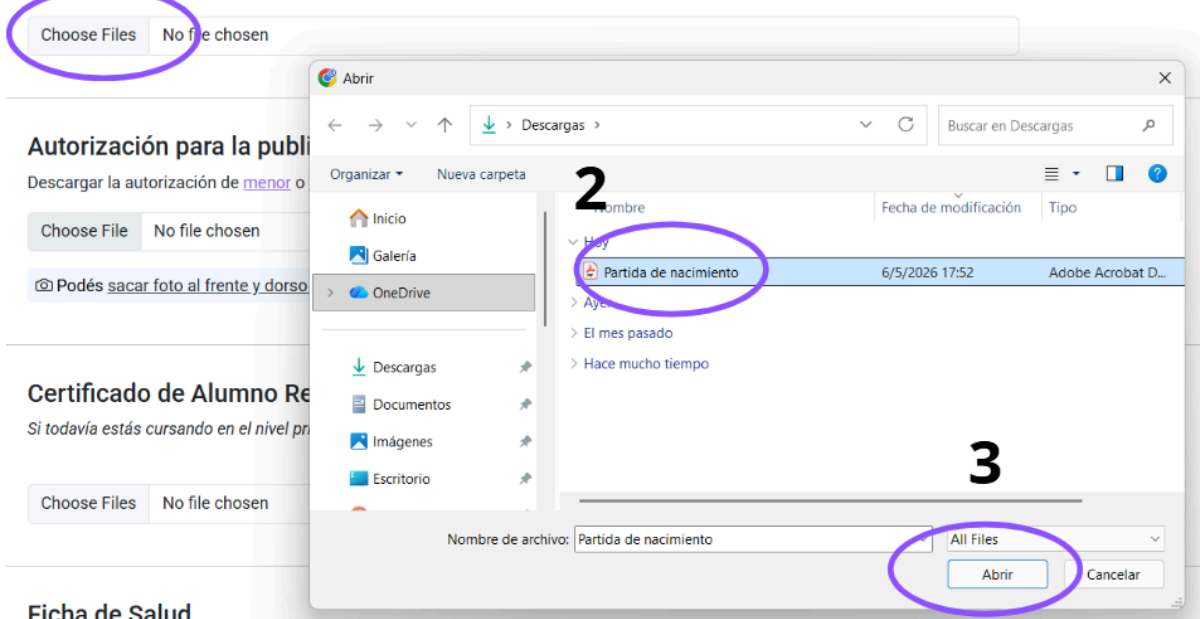 Choose Files No file chosen
Abrir
Descargas
Buscar en Descargas
Autorización para la publi
Descargar la autorización de menor o
Organizar
Nueva carpeta
2
Nombre
Fecha de modificación
Tipo
Choose File No file chosen
Inicio
Galería
OneDrive
Hoy
Partida de nacimiento 6/5/2026 17:52 Adobe Acrobat D...
Ayer
El mes pasado
Hace mucho tiempo
Podés sacar foto al frente y dorso
Descargas
Documentos
Imágenes
Escritorio
Certificado de Alumno Re
Si todavía estás cursando en el nivel pri
3
Choose Files No file chosen
Nombre de archivo: Partida de nacimiento
All Files
Abrir
Cancelar
Ficha de Salud